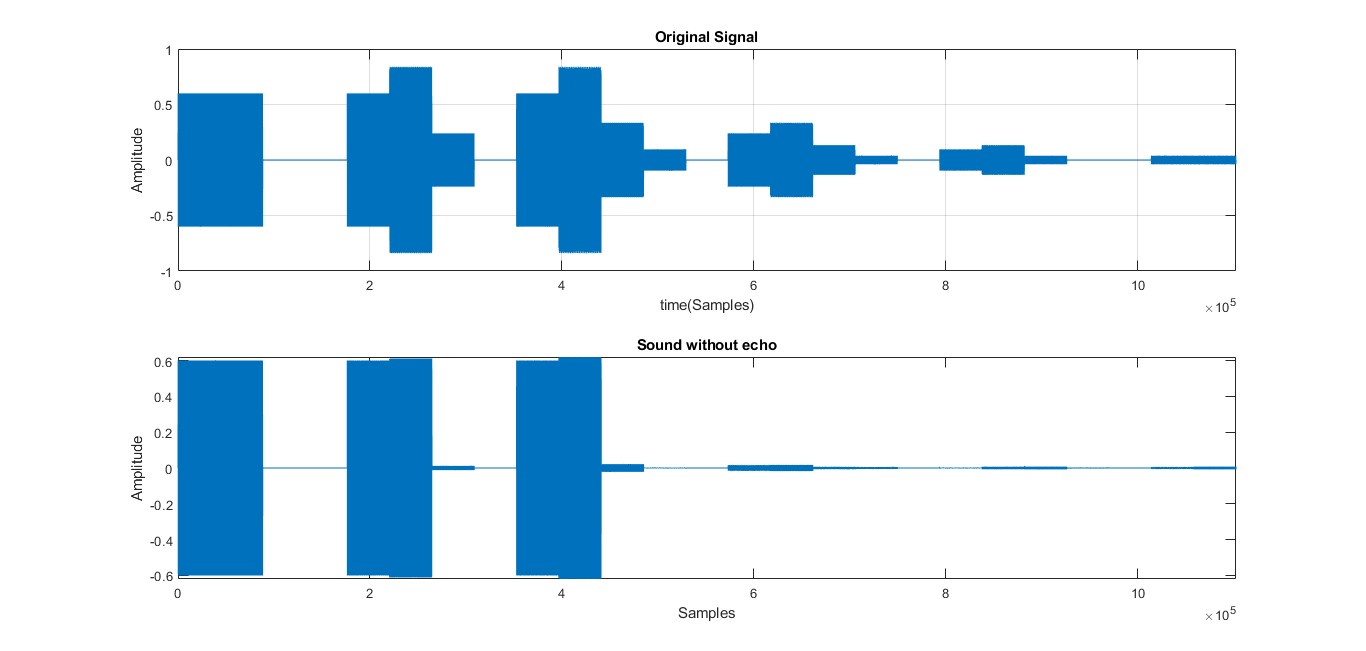 Original Signal
1
0.5
0
-0.5
-1
Amplitude
0 2 4 6 8 10
time(Samples)
×10^5
Sound without echo
0.6
0.4
0.2
0
-0.2
-0.4
-0.6
Amplitude
0 2 4 6 8 10
Samples
×10^5